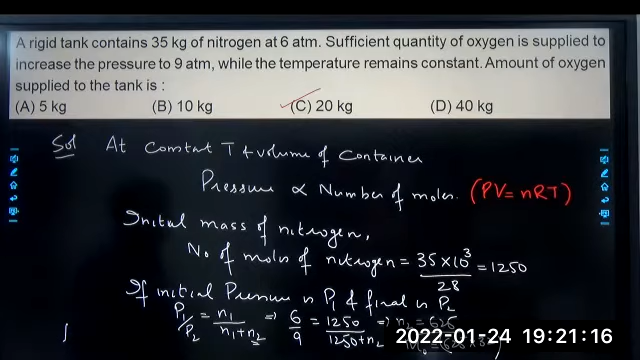 A rigid tank contains 35 kg of nitrogen at 6 atm. Sufficient quantity of oxygen is supplied to
increase the pressure to 9 atm, while the temperature remains constant. Amount of oxygen
supplied to the tank is :
(A) 5 kg (B) 10 kg (C) 20 kg (D) 40 kg
Sol At constat T & volume of container
Pressure ∝ Number of moles. (PV = nRT)
Initial mass of nitrogen,
No of moles of nitrogen = 35 × 10³ / 28 = 1250
If initial Pressure is P₁ & final is P₂
P₁/P₂ = n₁/(n₁+n₂) ⇒ 6/9 = 1250/(1250+n₂) ⇒ n₂ = 625
2022-01-24 19:21:16